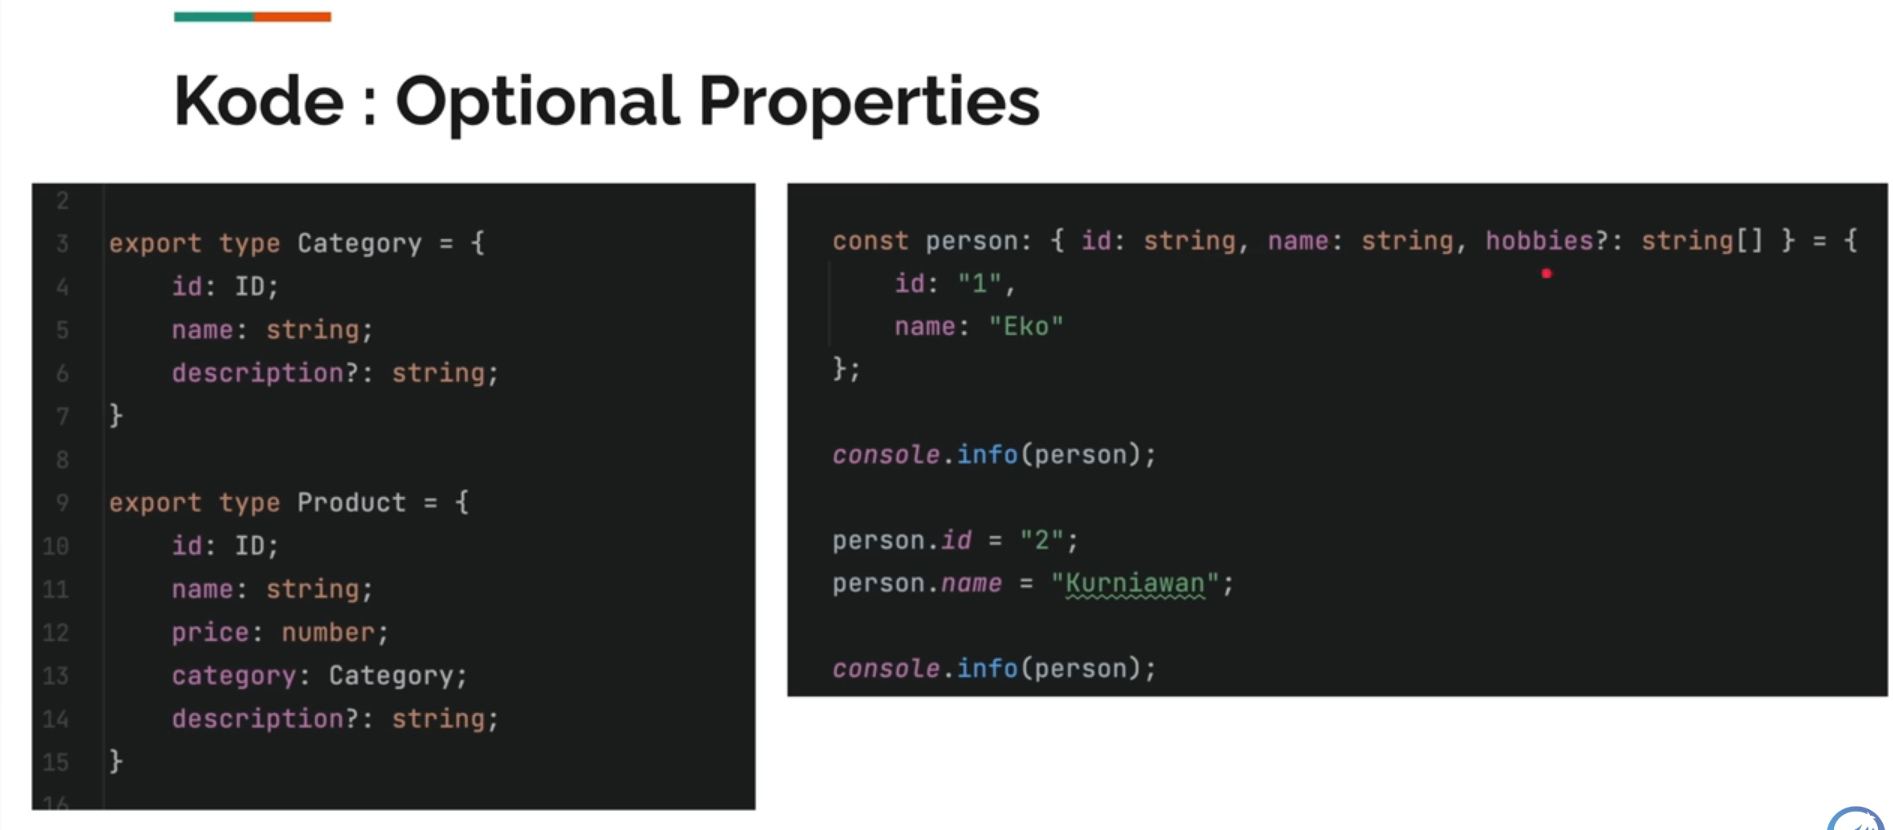 Kode : Optional Properties
2
3 export type Category = {
4 id: ID;
5 name: string;
6 description?: string;
7 }
8
9 export type Product = {
10 id: ID;
11 name: string;
12 price: number;
13 category: Category;
14 description?: string;
15 }
16
const person: { id: string, name: string, hobbies?: string[] } = {
id: "1",
name: "Eko"
};
console.info(person);
person.id = "2";
person.name = "Kurniawan";
console.info(person);